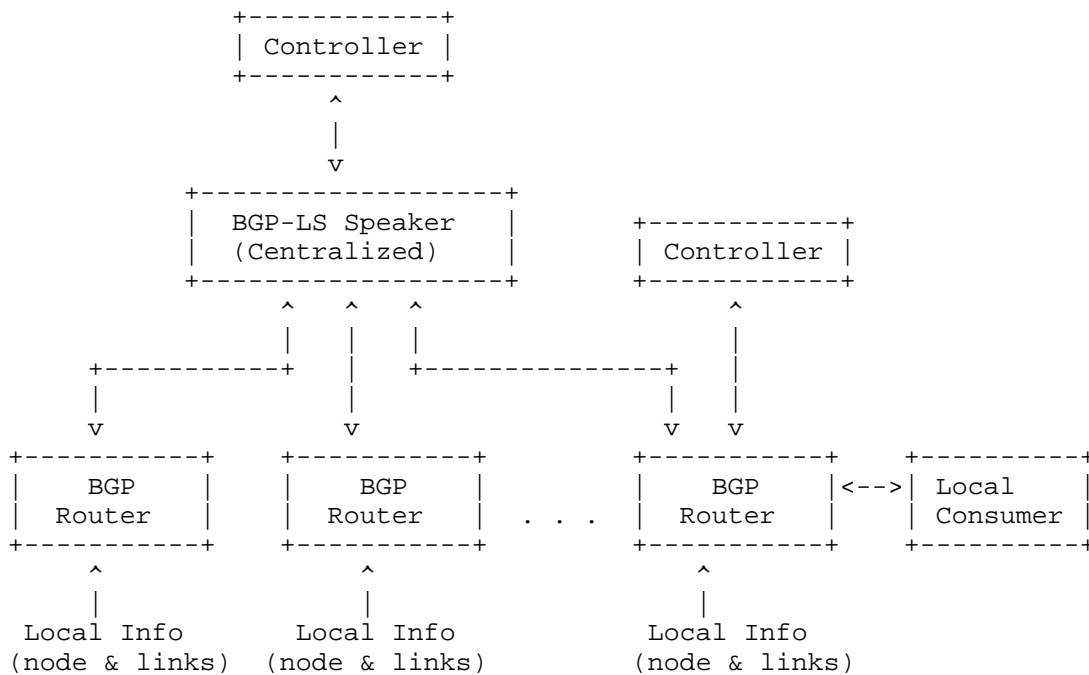 Controller
BGP-LS Speaker
(Centralized)
Controller
BGP BGP BGP <--> Local
Router Router . . . Router Consumer
Local Info Local Info Local Info
(node & links) (node & links) (node & links)